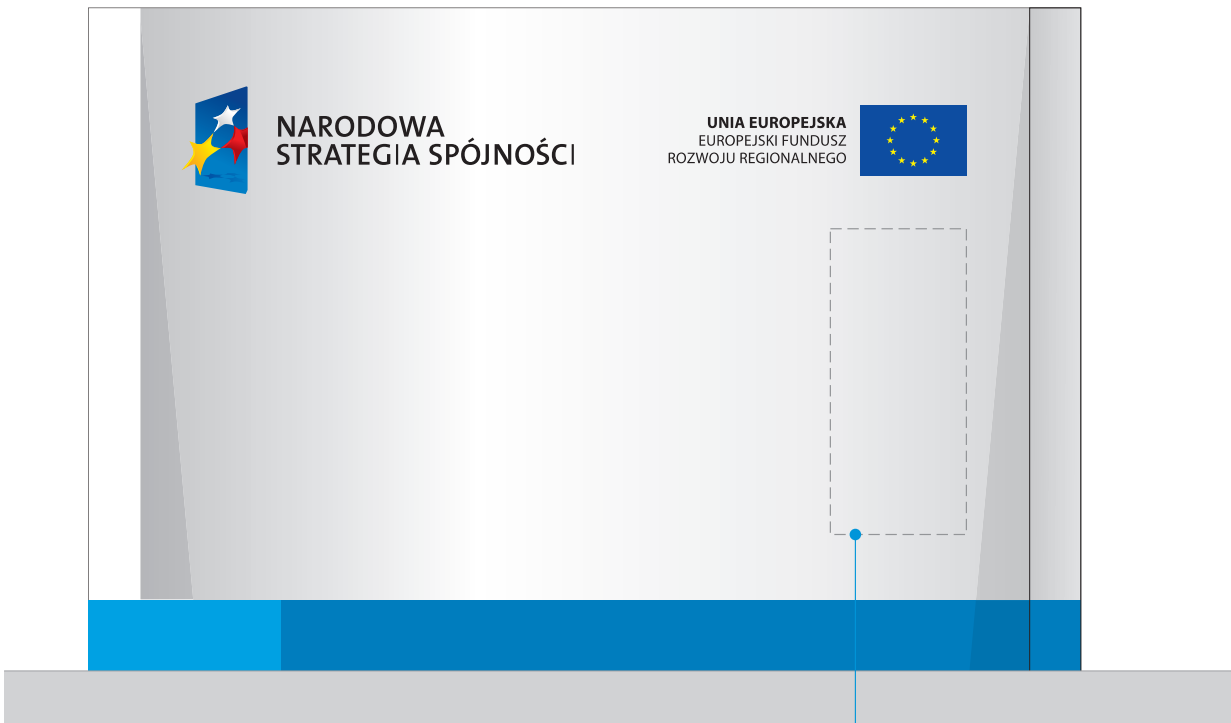 NARODOWA
STRATEGIA SPÓJNOŚCI
UNIA EUROPEJSKA
EUROPEJSKI FUNDUSZ
ROZWOJU REGIONALNEGO